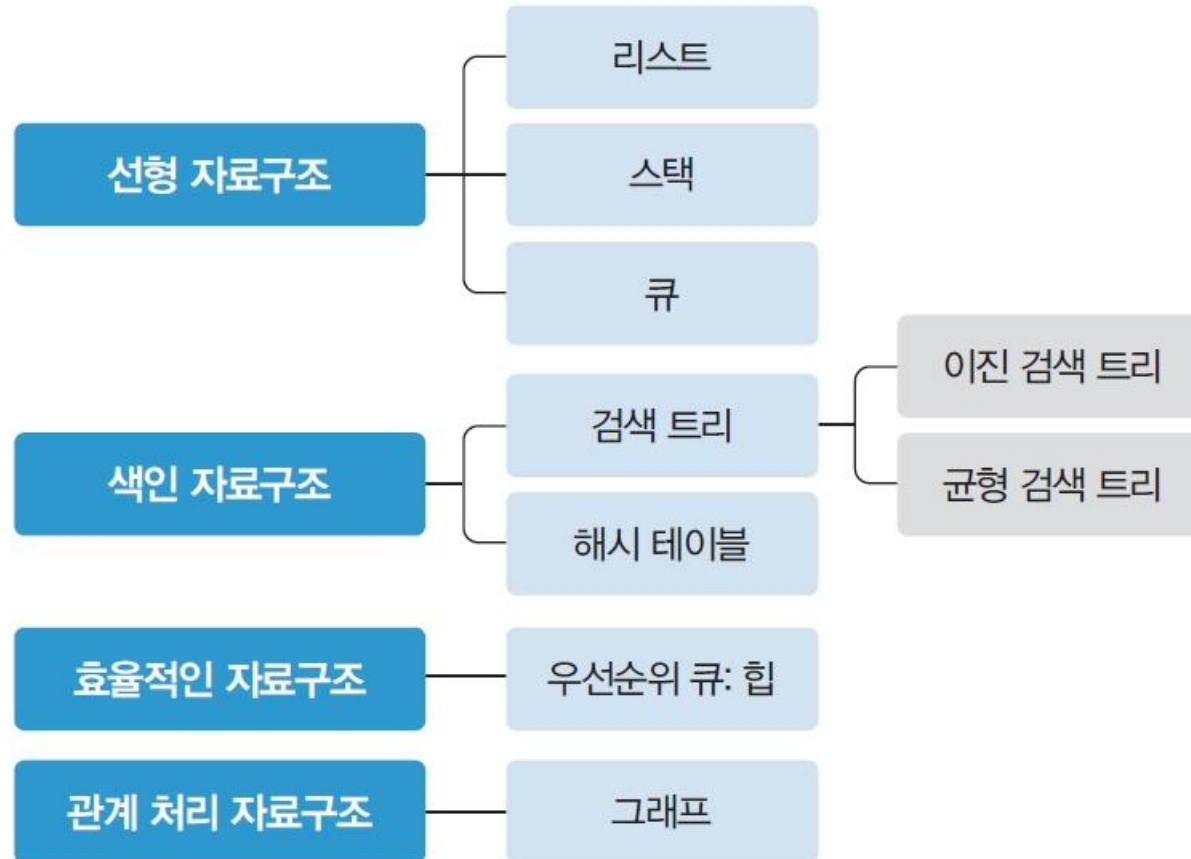 선형 자료구조
리스트
스택
큐
색인 자료구조
검색 트리
이진 검색 트리
균형 검색 트리
해시 테이블
효율적인 자료구조
우선순위 큐: 힙
관계 처리 자료구조
그래프